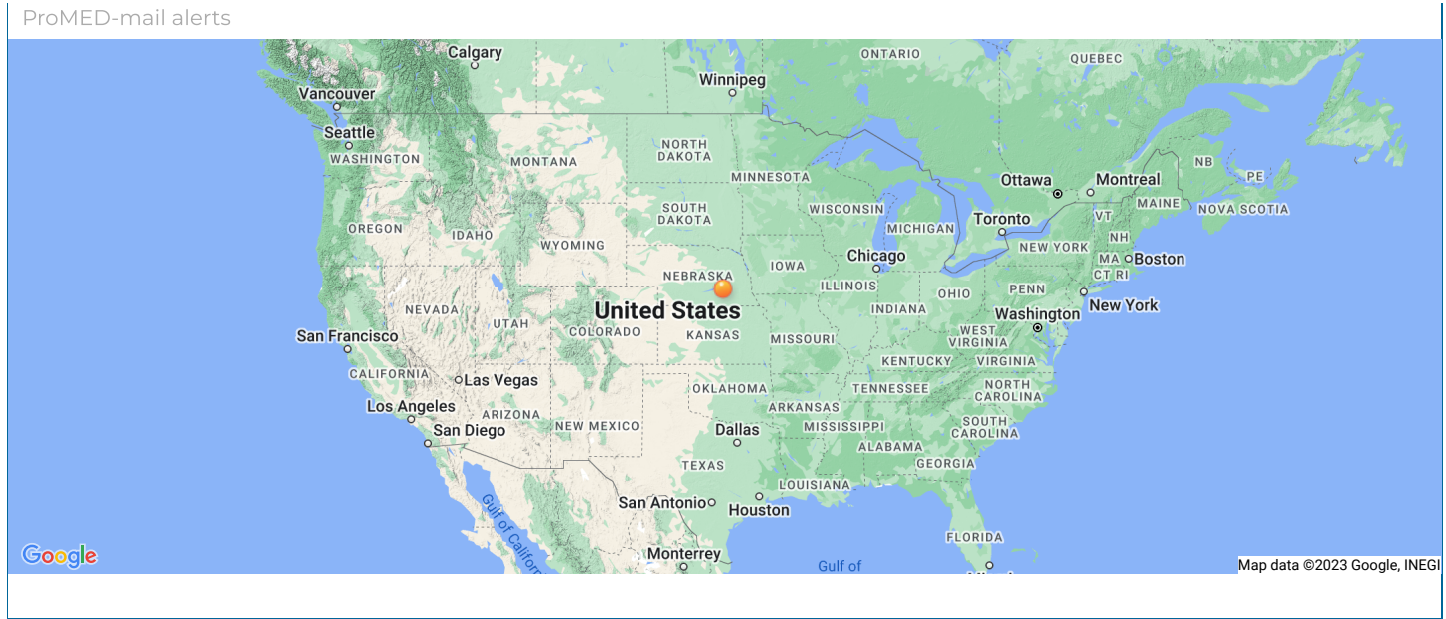 ProMED-mail alerts
Calgary
ONTARIO
QUEBEC
Winnipeg
Vancouver
Seattle
WASHINGTON
MONTANA
NORTH
DAKOTA
MINNESOTA
NB
PE
Ottawa
Montreal
MAINE
NOVA SCOTIA
OREGON
IDAHO
SOUTH
DAKOTA
WISCONSIN
MICHIGAN
Toronto
VT
NH
NEW YORK
WYOMING
Chicago
MA
Boston
CT RI
NEBRASKA
IOWA
ILLINOIS
OHIO
PENN
New York
NEVADA
UTAH
United States
COLORADO
KANSAS
MISSOURI
INDIANA
WEST
VIRGINIA
Washington
San Francisco
CALIFORNIA
Las Vegas
KENTUCKY
VIRGINIA
OKLAHOMA
TENNESSEE
NORTH
CAROLINA
Los Angeles
San Diego
ARIZONA
NEW MEXICO
ARKANSAS
MISSISSIPPI
SOUTH
CAROLINA
Dallas
ALABAMA
GEORGIA
TEXAS
LOUISIANA
San Antonio
Houston
Gulf of Californ
FLORIDA
Monterrey
Gulf of
Google
Map data ©2023 Google, INEGI